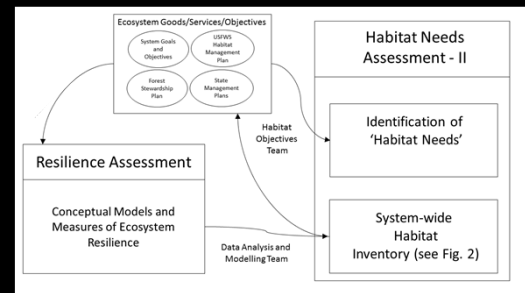 Ecosystem Goods/Services/Objectives
System Goals
and
Objectives
USFWS
Habitat
Management
Plan
Forest
Stewardship
Plan
State
Management
Plans
Habitat Needs
Assessment - II
Identification of
‘Habitat Needs’
Habitat
Objectives
Team
Resilience Assessment
Conceptual Models and
Measures of Ecosystem
Resilience
Data Analysis and
Modelling Team
System-wide
Habitat
Inventory (see Fig. 2)